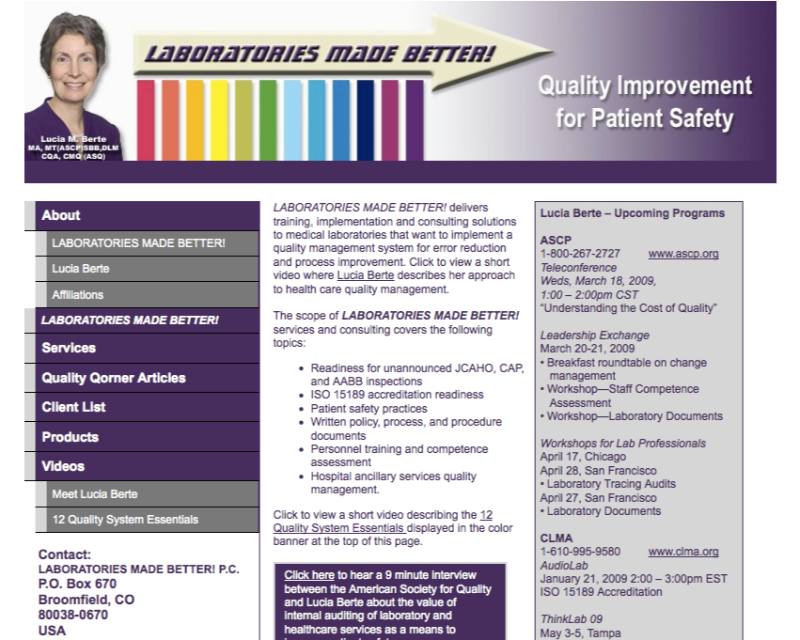 LABORATORIES MADE BETTER!
Quality Improvement
for Patient Safety
Lucia M. Berte
MA, MT(ASCP)SBB,DLM
CQA, CMQ (ASQ)
About
LABORATORIES MADE BETTER!
Lucia Berte
Affiliations
LABORATORIES MADE BETTER!
Services
Quality Qorner Articles
Client List
Products
Videos
Meet Lucia Berte
12 Quality System Essentials
Contact:
LABORATORIES MADE BETTER! P.C.
P.O. Box 670
Broomfield, CO
80038-0670
USA
LABORATORIES MADE BETTER! delivers
training, implementation and consulting solutions
to medical laboratories that want to implement a
quality management system for error reduction
and process improvement. Click to view a short
video where Lucia Berte describes her approach
to health care quality management.
The scope of LABORATORIES MADE BETTER!
services and consulting covers the following
topics:
• Readiness for unannounced JCAHO, CAP,
and AABB inspections
• ISO 15189 accreditation readiness
• Patient safety practices
• Written policy, process, and procedure
documents
• Personnel training and competence
assessment
• Hospital ancillary services quality
management.
Click to view a short video describing the 12
Quality System Essentials displayed in the color
banner at the top of this page.
Click here to hear a 9 minute interview
between the American Society for Quality
and Lucia Berte about the value of
internal auditing of laboratory and
healthcare services as a means to
Lucia Berte – Upcoming Programs
ASCP
1-800-267-2727 www.ascp.org
Teleconference
Weds, March 18, 2009,
1:00 – 2:00pm CST
“Understanding the Cost of Quality”
Leadership Exchange
March 20-21, 2009
• Breakfast roundtable on change
management
• Workshop—Staff Competence
Assessment
• Workshop—Laboratory Documents
Workshops for Lab Professionals
April 17, Chicago
April 28, San Francisco
• Laboratory Tracing Audits
April 27, San Francisco
• Laboratory Documents
CLMA
1-610-995-9580 www.clma.org
AudioLab
January 21, 2009 2:00 – 3:00pm EST
ISO 15189 Accreditation
ThinkLab 09
May 3-5, Tampa